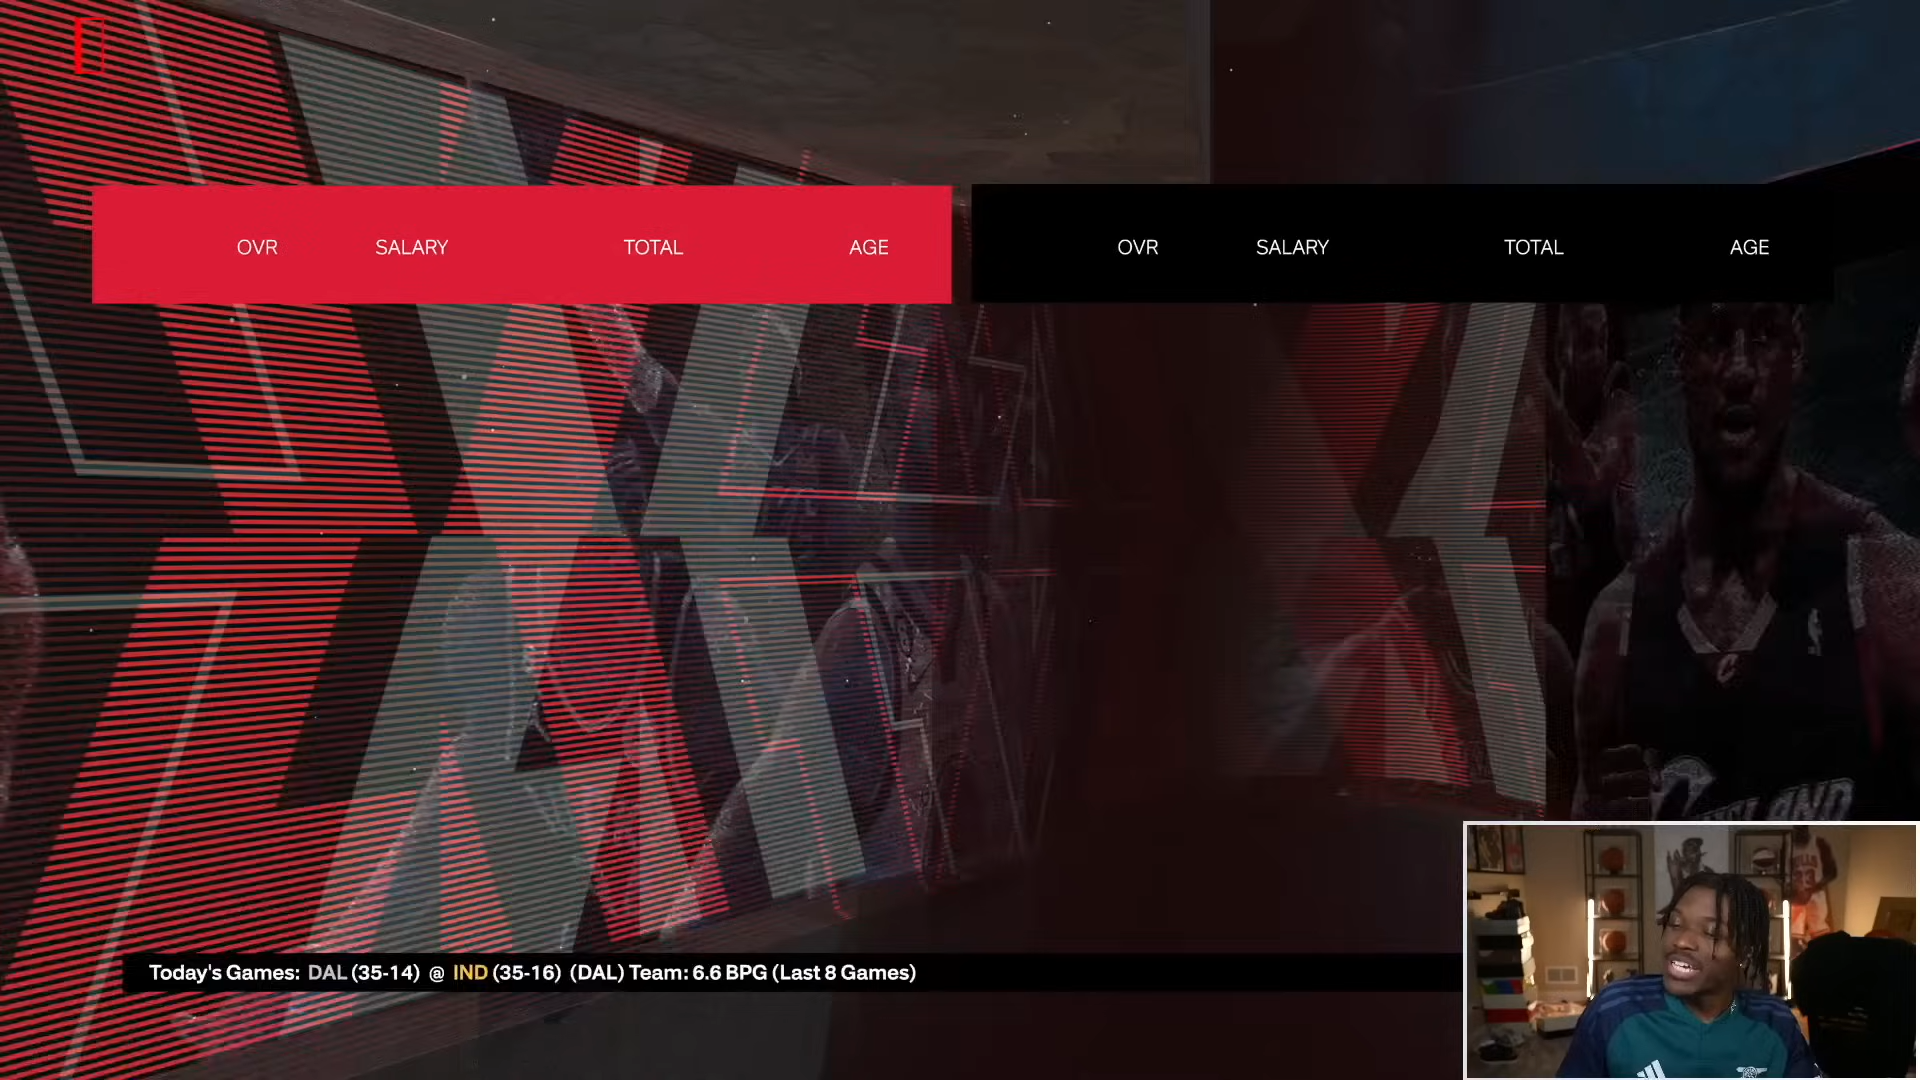 OVR SALARY TOTAL AGE
OVR SALARY TOTAL AGE
Today's Games: DAL (35-14) @ IND (35-16) (DAL) Team: 6.6 BPG (Last 8 Games)